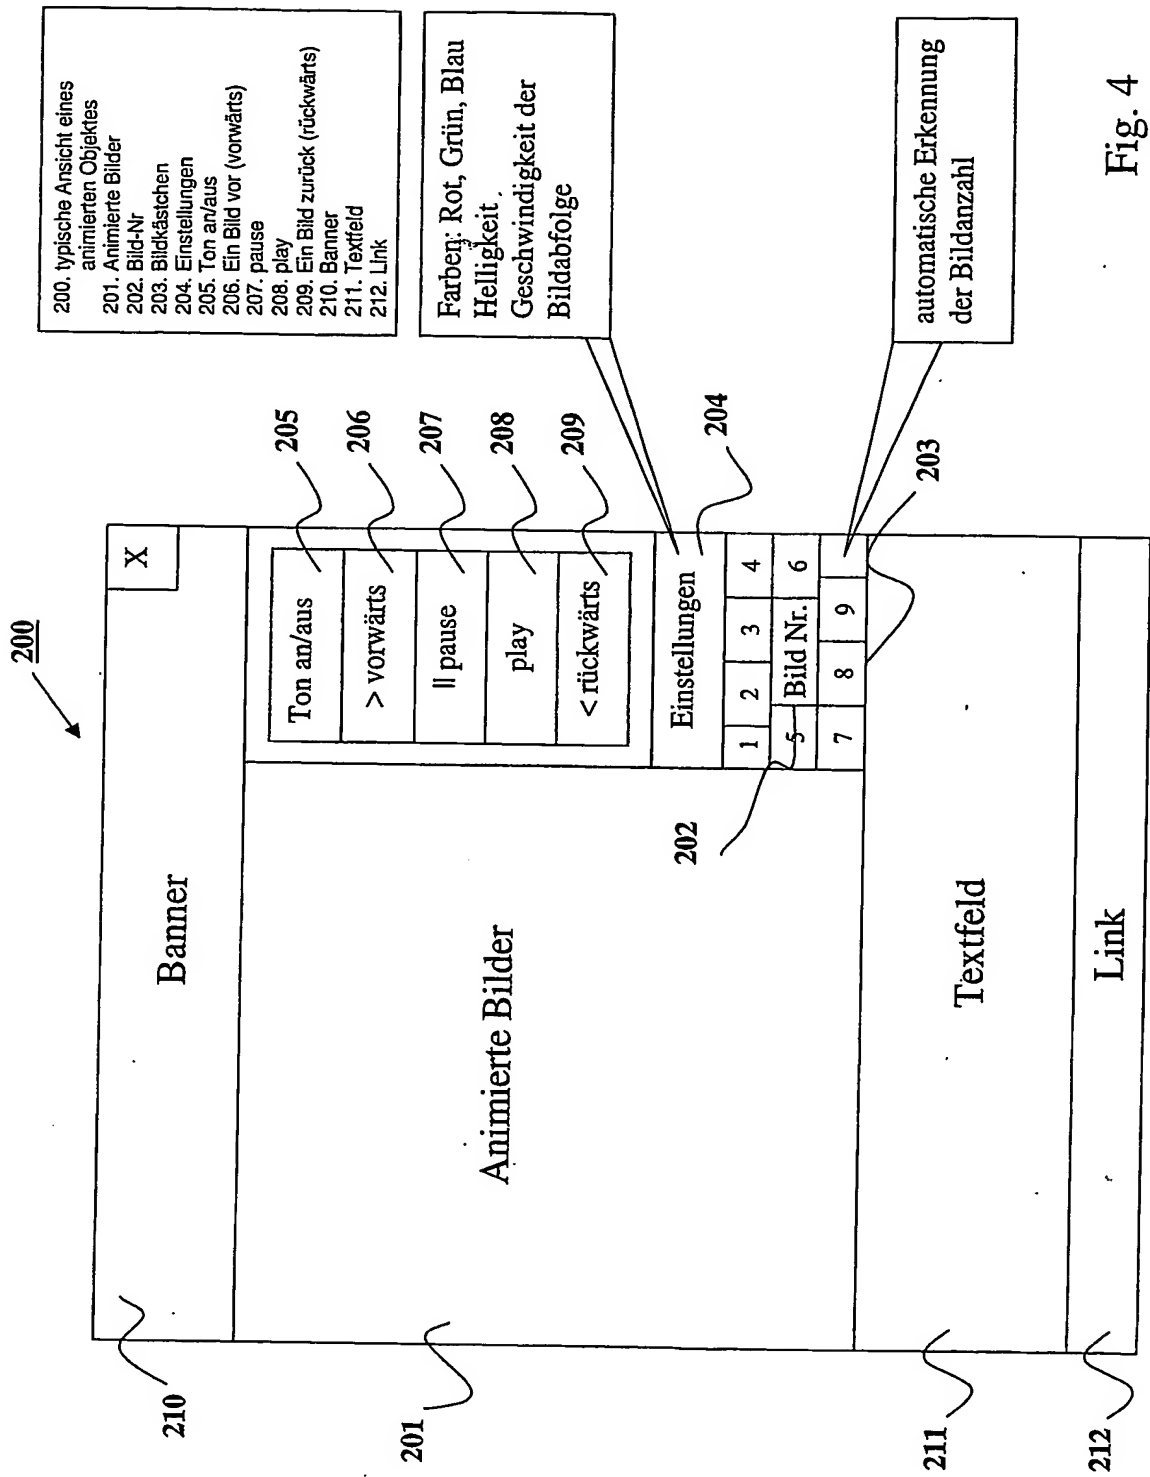 200
Banner
X
210
Animierte Bilder
201
Ton an/aus
205
> vorwärts
206
|| pause
207
play
208
< rückwärts
209
Einstellungen
204
1 2 3 4
5 Bild Nr. 6
7 8 9
202
203
Textfeld
211
Link
212
200. typische Ansicht eines
animierten Objektes
201. Animierte Bilder
202. Bild-Nr
203. Bildkästchen
204. Einstellungen
205. Ton an/aus
206. Ein Bild vor (vorwärts)
207. pause
208. play
209. Ein Bild zurück (rückwärts)
210. Banner
211. Textfeld
212. Link
Farben: Rot, Grün, Blau
Helligkeit
Geschwindigkeit der
Bildabfolge
automatische Erkennung
der Bildanzahl
Fig. 4